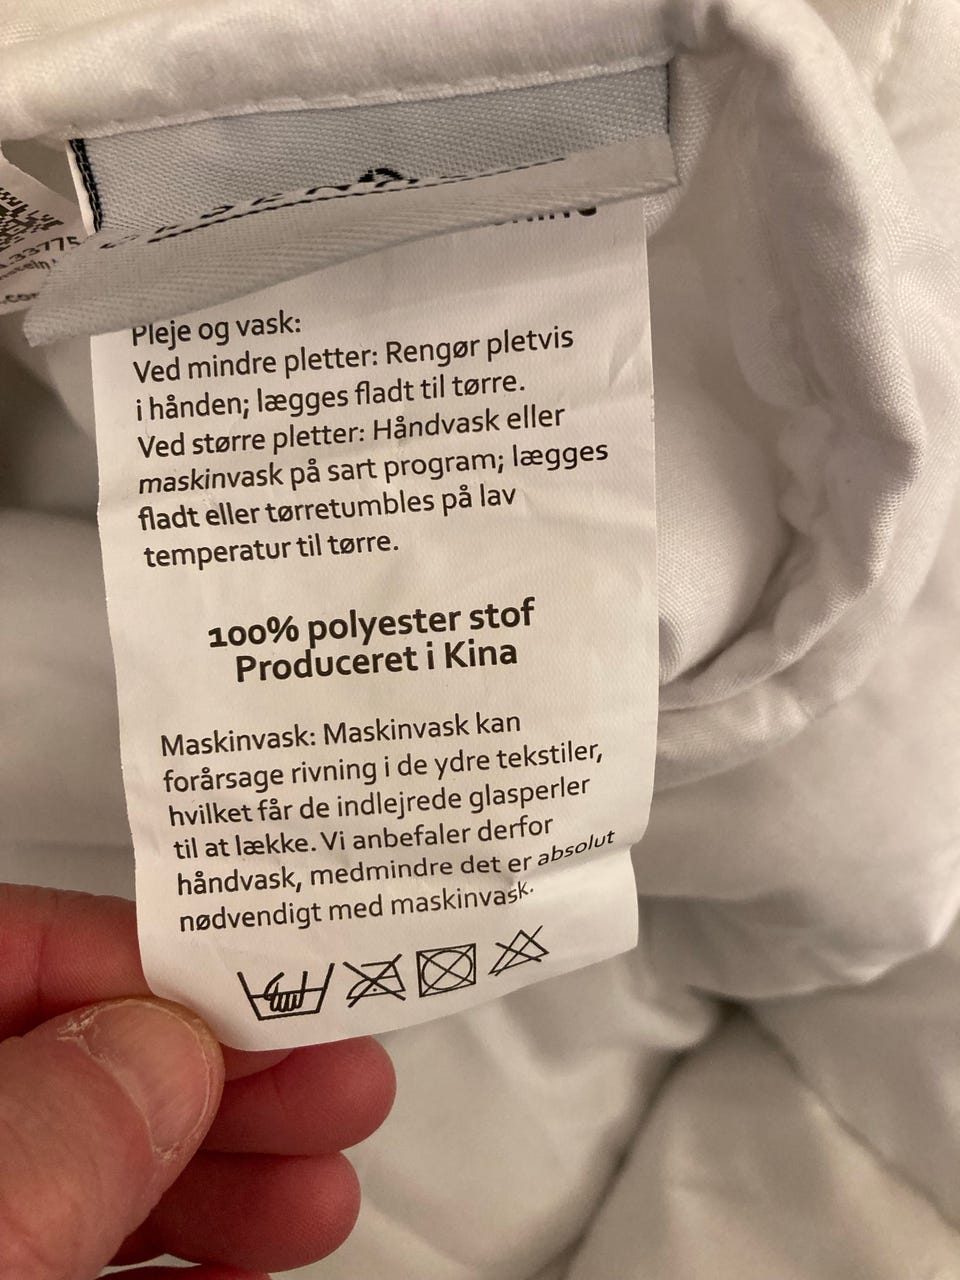 33775
Pleje og vask:
Ved mindre pletter: Rengør pletvis
i hånden; lægges fladt til tørre.
Ved større pletter: Håndvask eller
maskinvask på sart program; lægges
fladt eller tørretumbles på lav
temperatur til tørre.
100% polyester stof
Produceret i Kina
Maskinvask: Maskinvask kan
forårsage rivning i de ydre tekstiler,
hvilket får de indlejrede glasperler
til at lække. Vi anbefaler derfor
håndvask, medmindre det er absolut
nødvendigt med maskinvask.